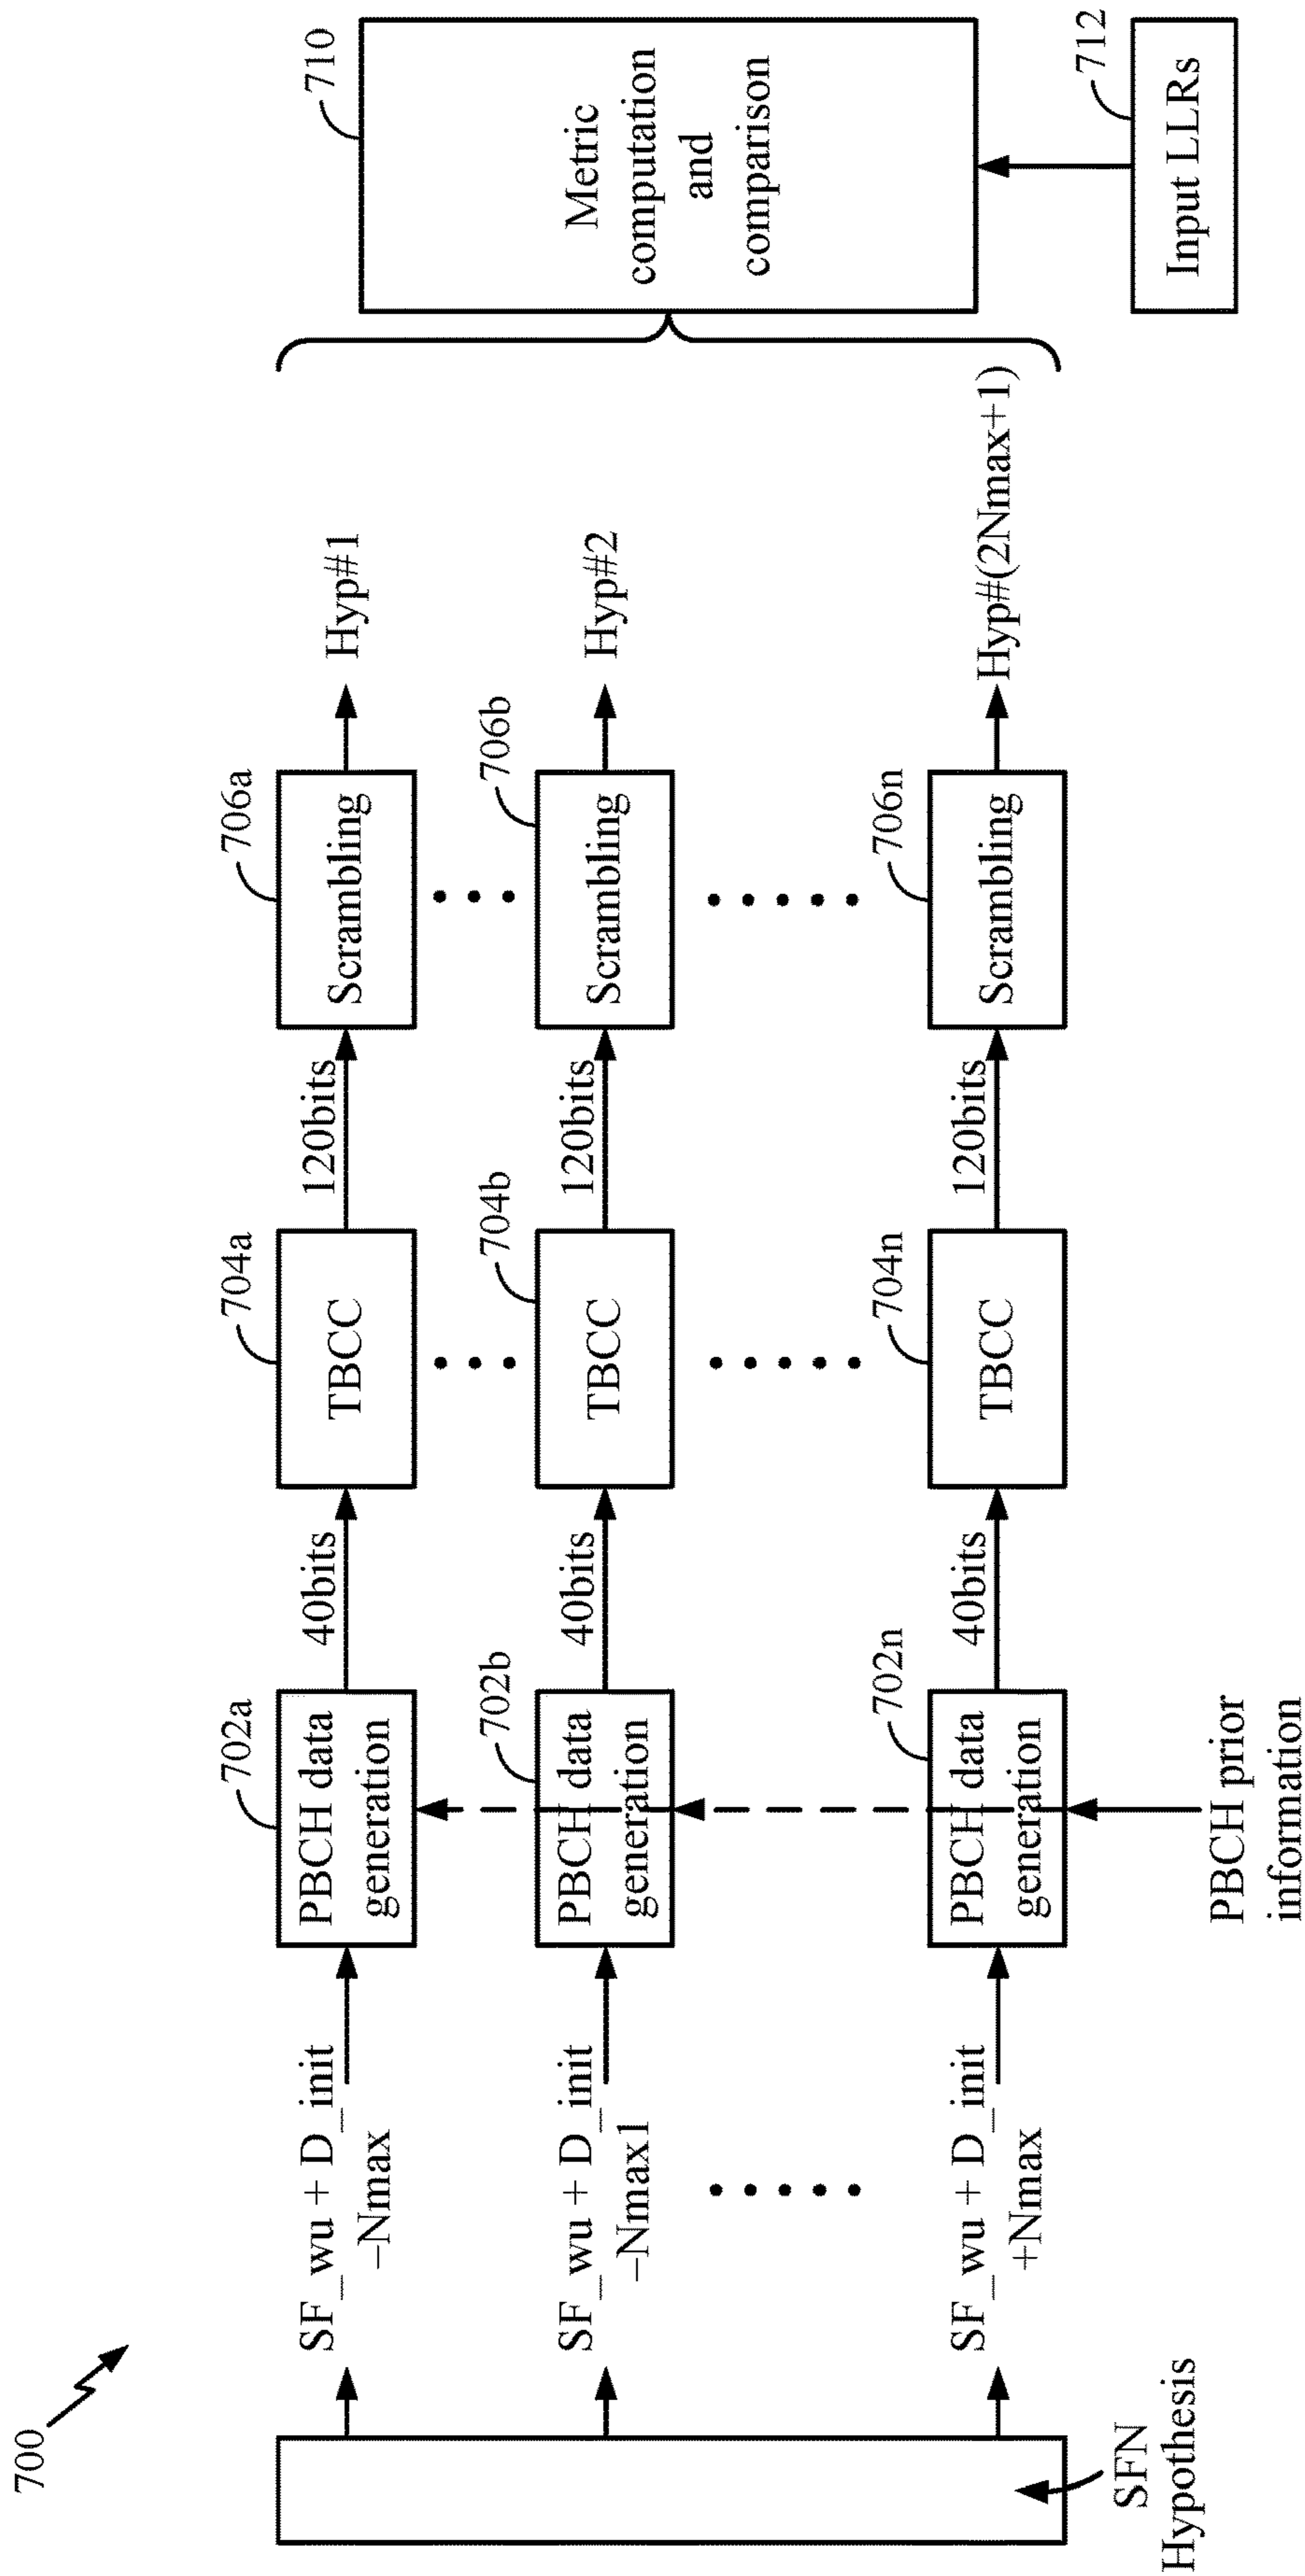 700
SFN
Hypothesis
SF_wu + D_init
–Nmax
702a
PBCH data
generation
40bits
704a
TBCC
120bits
706a
Scrambling
Hyp#1
SF_wu + D_init
–Nmax1
702b
PBCH data
generation
40bits
704b
TBCC
120bits
706b
Scrambling
Hyp#2
SF_wu + D_init
+Nmax
702n
PBCH data
generation
40bits
704n
TBCC
120bits
706n
Scrambling
Hyp#(2Nmax+1)
PBCH prior
information
710
Metric
computation
and
comparison
712
Input LLRs